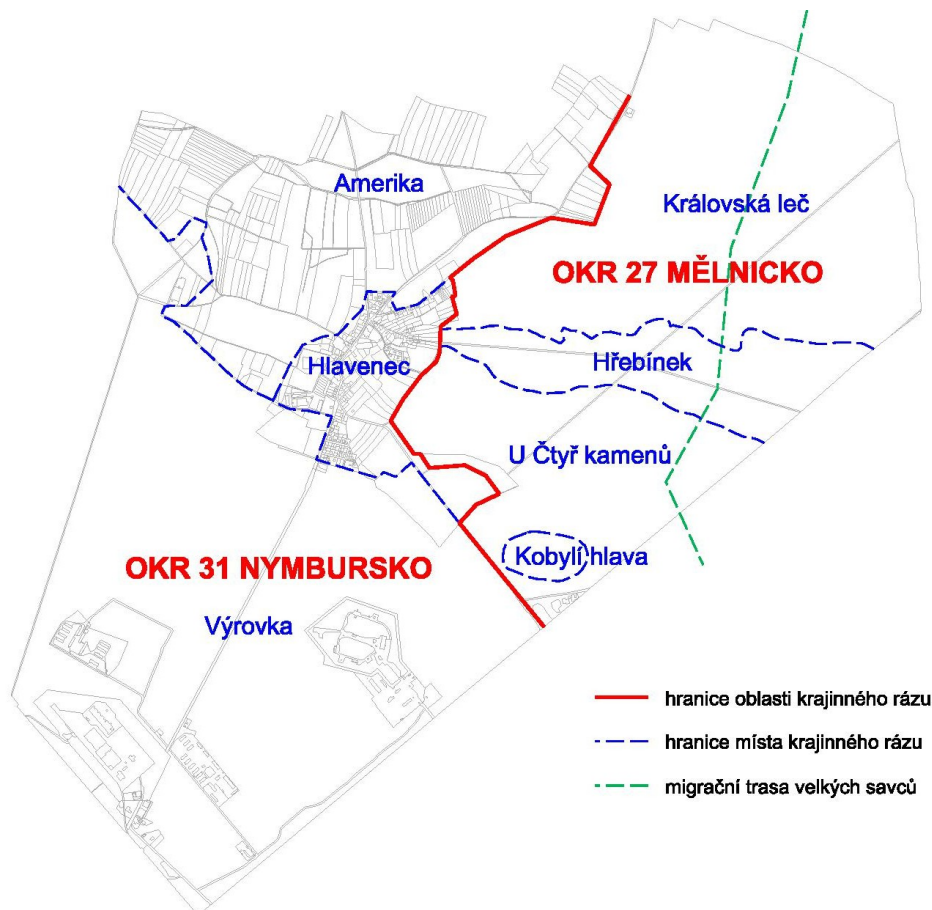 Amerika
Královská leč
OKR 27 MĚLNICKO
Hlavenec
Hřebínek
U Čtyř kamenů
Kobylí hlava
OKR 31 NYMBURSKO
Výrovka
hranice oblasti krajinného rázu
hranice místa krajinného rázu
migrační trasa velkých savců